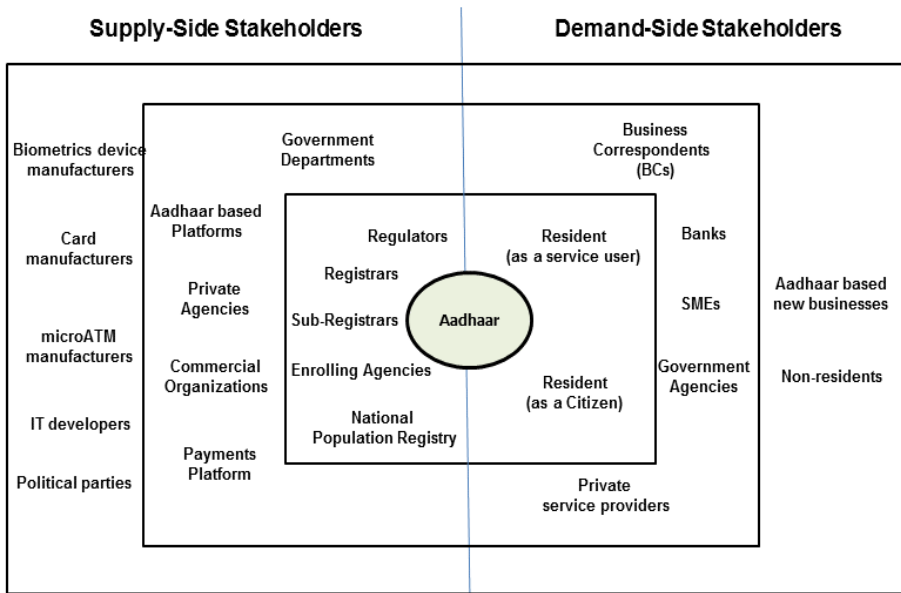 Supply-Side Stakeholders
Demand-Side Stakeholders
Biometrics device
manufacturers
Card
manufacturers
microATM
manufacturers
IT developers
Political parties
Government
Departments
Aadhaar based
Platforms
Private
Agencies
Commercial
Organizations
Payments
Platform
Regulators
Registrars
Sub-Registrars
Enrolling Agencies
National
Population Registry
Aadhaar
Resident
(as a service user)
Resident
(as a Citizen)
Business
Correspondents
(BCs)
Banks
SMEs
Government
Agencies
Private
service providers
Aadhaar based
new businesses
Non-residents